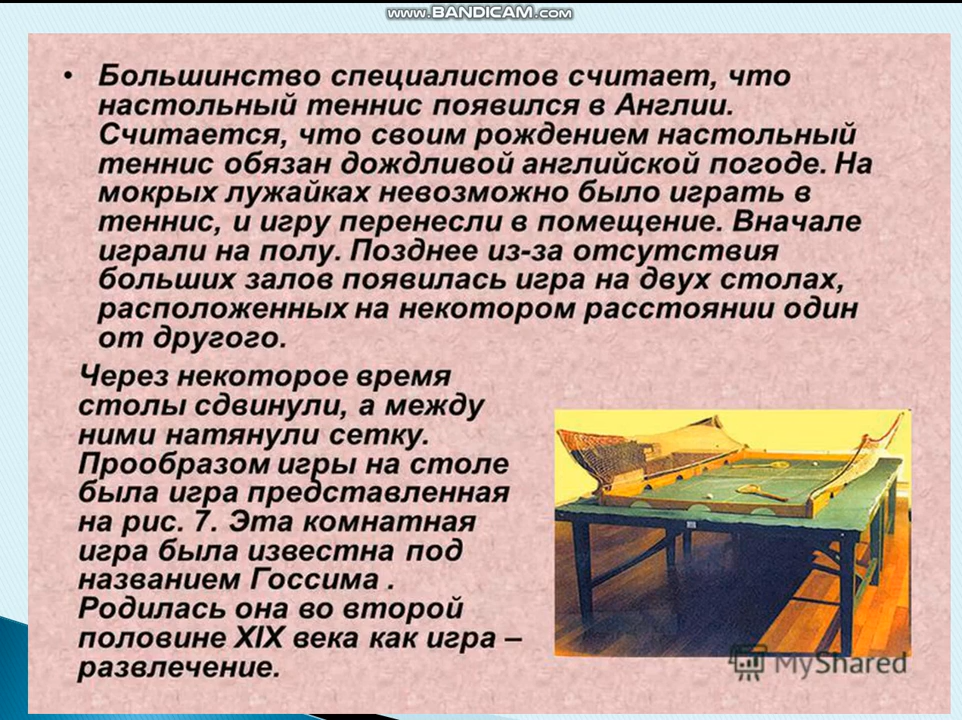 www.BANDICAM.com
• Большинство специалистов считает, что
настольный теннис появился в Англии.
Считается, что своим рождением настольный
теннис обязан дождливой английской погоде. На
мокрых лужайках невозможно было играть в
теннис, и игру перенесли в помещение. Вначале
играли на полу. Позднее из-за отсутствия
больших залов появилась игра на двух столах,
расположенных на некотором расстоянии один
от другого.
Через некоторое время
столы сдвинули, а между
ними натянули сетку.
Прообразом игры на столе
была игра представленная
на рис. 7. Эта комнатная
игра была известна под
названием Госсима .
Родилась она во второй
половине XIX века как игра –
развлечение.
MyShared